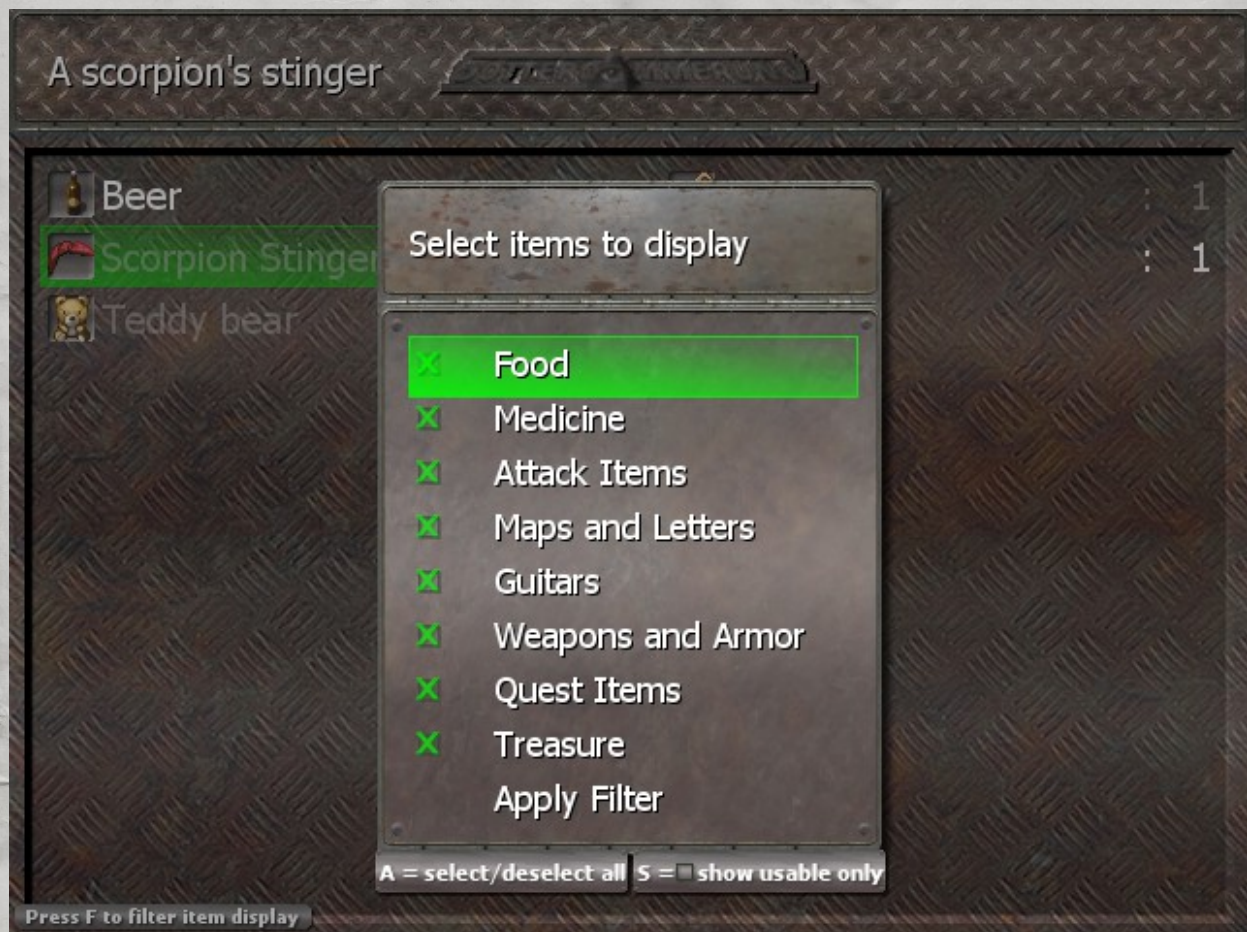 A scorpion's stinger
Beer
: 1
Scorpion Stinger
: 1
Teddy bear
Select items to display
X Food
X Medicine
X Attack Items
X Maps and Letters
X Guitars
X Weapons and Armor
X Quest Items
X Treasure
Apply Filter
A = select/deselect all
S = show usable only
Press F to filter item display